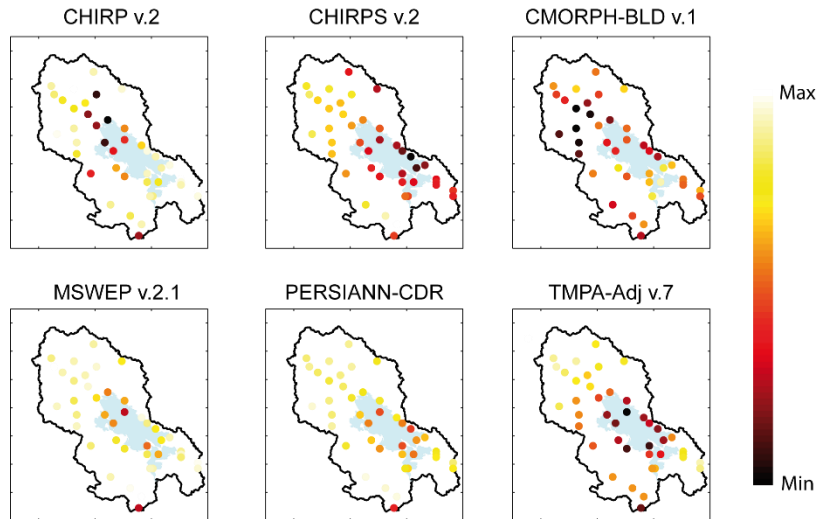 CHIRP v.2
CHIRPS v.2
CMORPH-BLD v.1
Max
MSWEP v.2.1
PERSIANN-CDR
TMPA-Adj v.7
Min